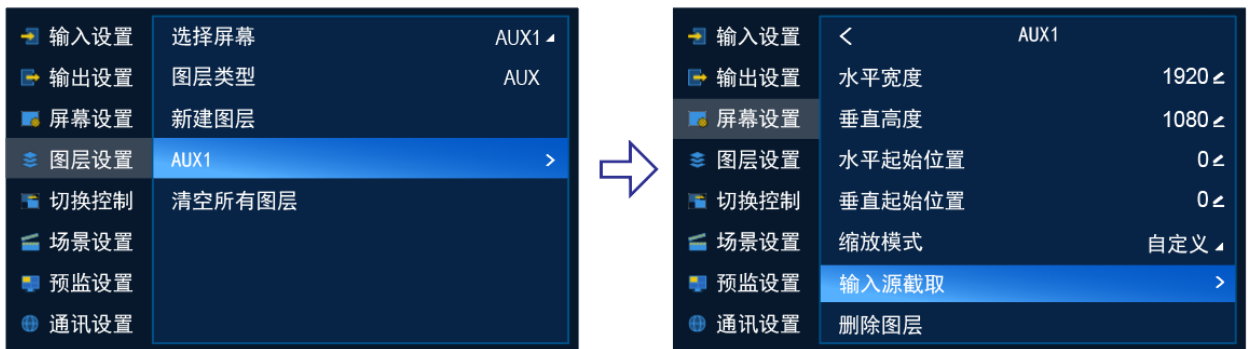 输入设置
输出设置
屏幕设置
图层设置
切换控制
场景设置
预监设置
通讯设置
选择屏幕 AUX1
图层类型 AUX
新建图层
AUX1 >
清空所有图层
输入设置
输出设置
屏幕设置
图层设置
切换控制
场景设置
预监设置
通讯设置
< AUX1
水平宽度 1920
垂直高度 1080
水平起始位置 0
垂直起始位置 0
缩放模式 自定义
输入源截取 >
删除图层